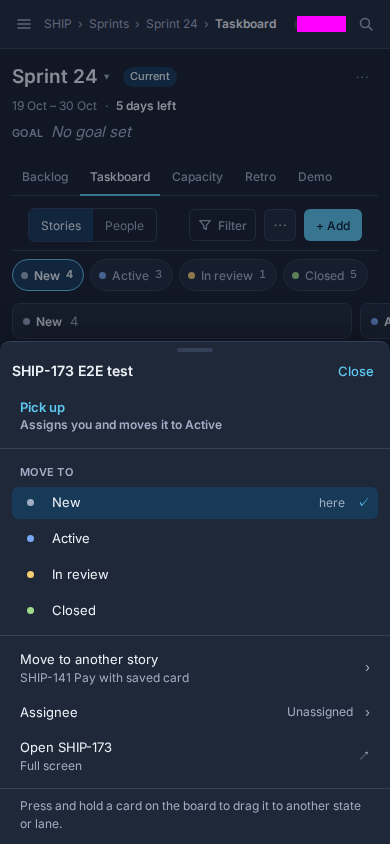 SHIP › Sprints › Sprint 24 › Taskboard
Sprint 24 ▾ Current ...
19 Oct – 30 Oct · 5 days left
GOAL No goal set
Backlog Taskboard Capacity Retro Demo
Stories People Filter ... + Add
New 4 Active 3 In review 1 Closed 5
New 4
SHIP-173 E2E test Close
Pick up
Assigns you and moves it to Active
MOVE TO
New here ✓
Active
In review
Closed
Move to another story ›
SHIP-141 Pay with saved card
Assignee Unassigned ›
Open SHIP-173 ↗
Full screen
Press and hold a card on the board to drag it to another state
or lane.